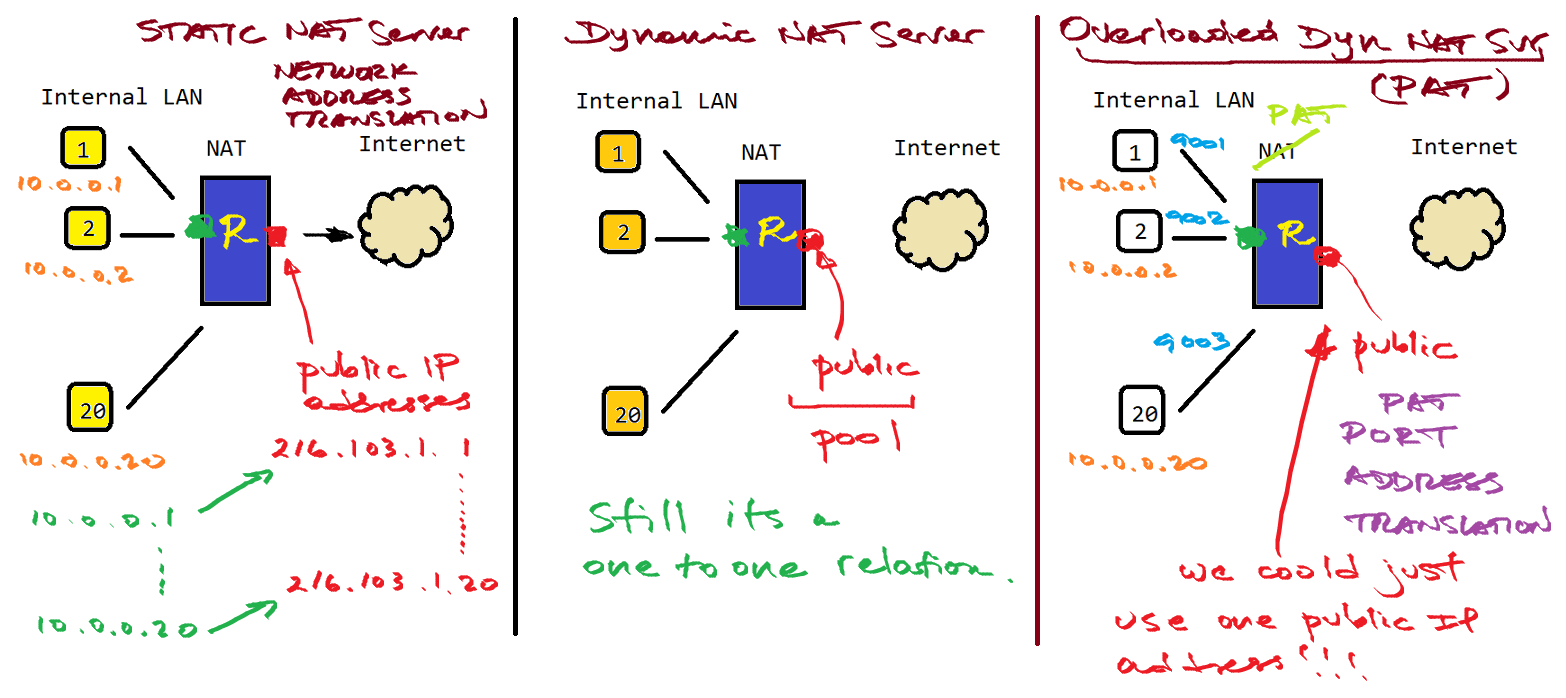 STATIC NAT Server
NETWORK
ADDRESS
TRANSLATION
Internal LAN
NAT
Internet
1
10.0.0.1
2
10.0.0.2
R
20
10.0.0.20
public IP
addresses
216.103.1.1
10.0.0.1
216.103.1.20
10.0.0.20
Dynamic NAT Server
Internal LAN
NAT
Internet
1
2
R
20
public
pool
Still its a
one to one relation.
Overloaded Dyn NAT Svr
(PAT)
Internal LAN
PAT
NAT
Internet
1
9001
10.0.0.1
2
9002
10.0.0.2
R
9003
20
10.0.0.20
public
PAT
PORT
ADDRESS
TRANSLATION
we could just
use one public IP
address!!!